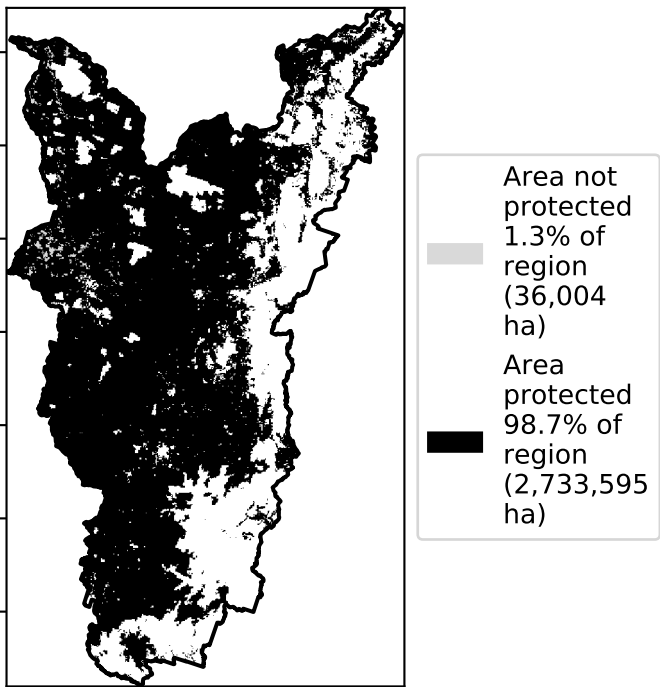 Area not
protected
1.3% of
region
(36,004
ha)
Area
protected
98.7% of
region
(2,733,595
ha)